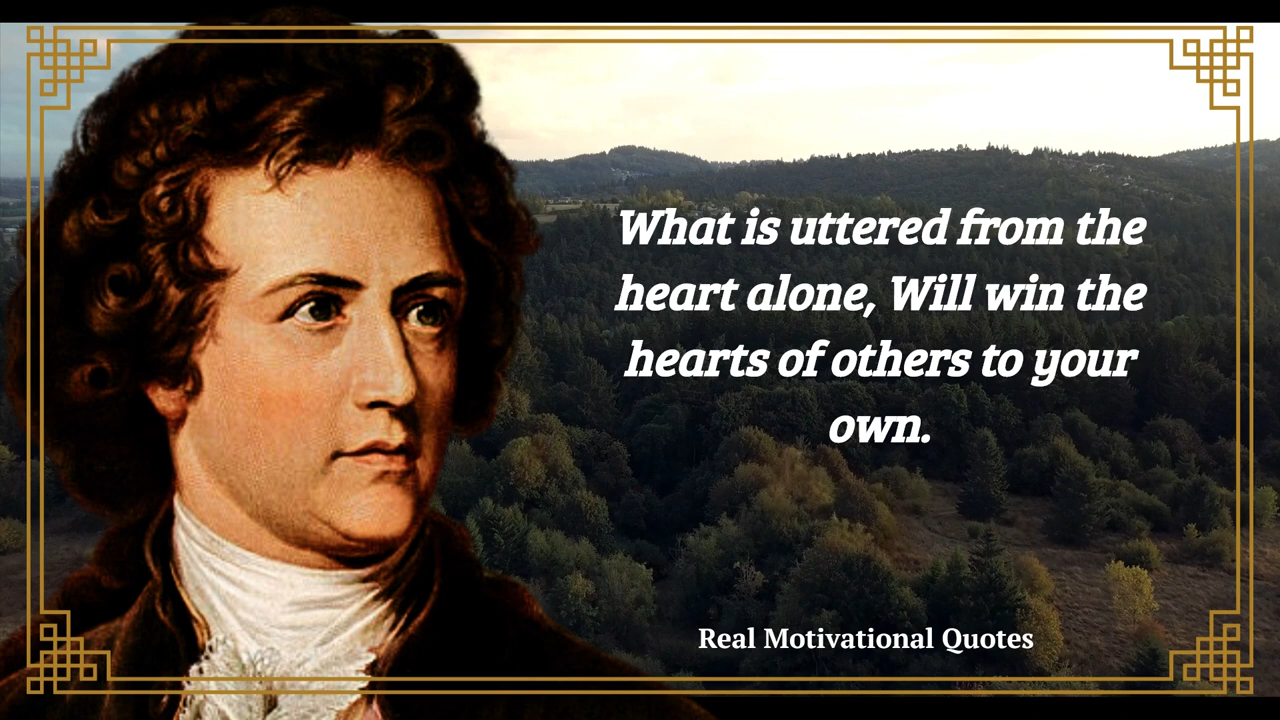 What is uttered from the
heart alone, Will win the
hearts of others to your
own.
Real Motivational Quotes